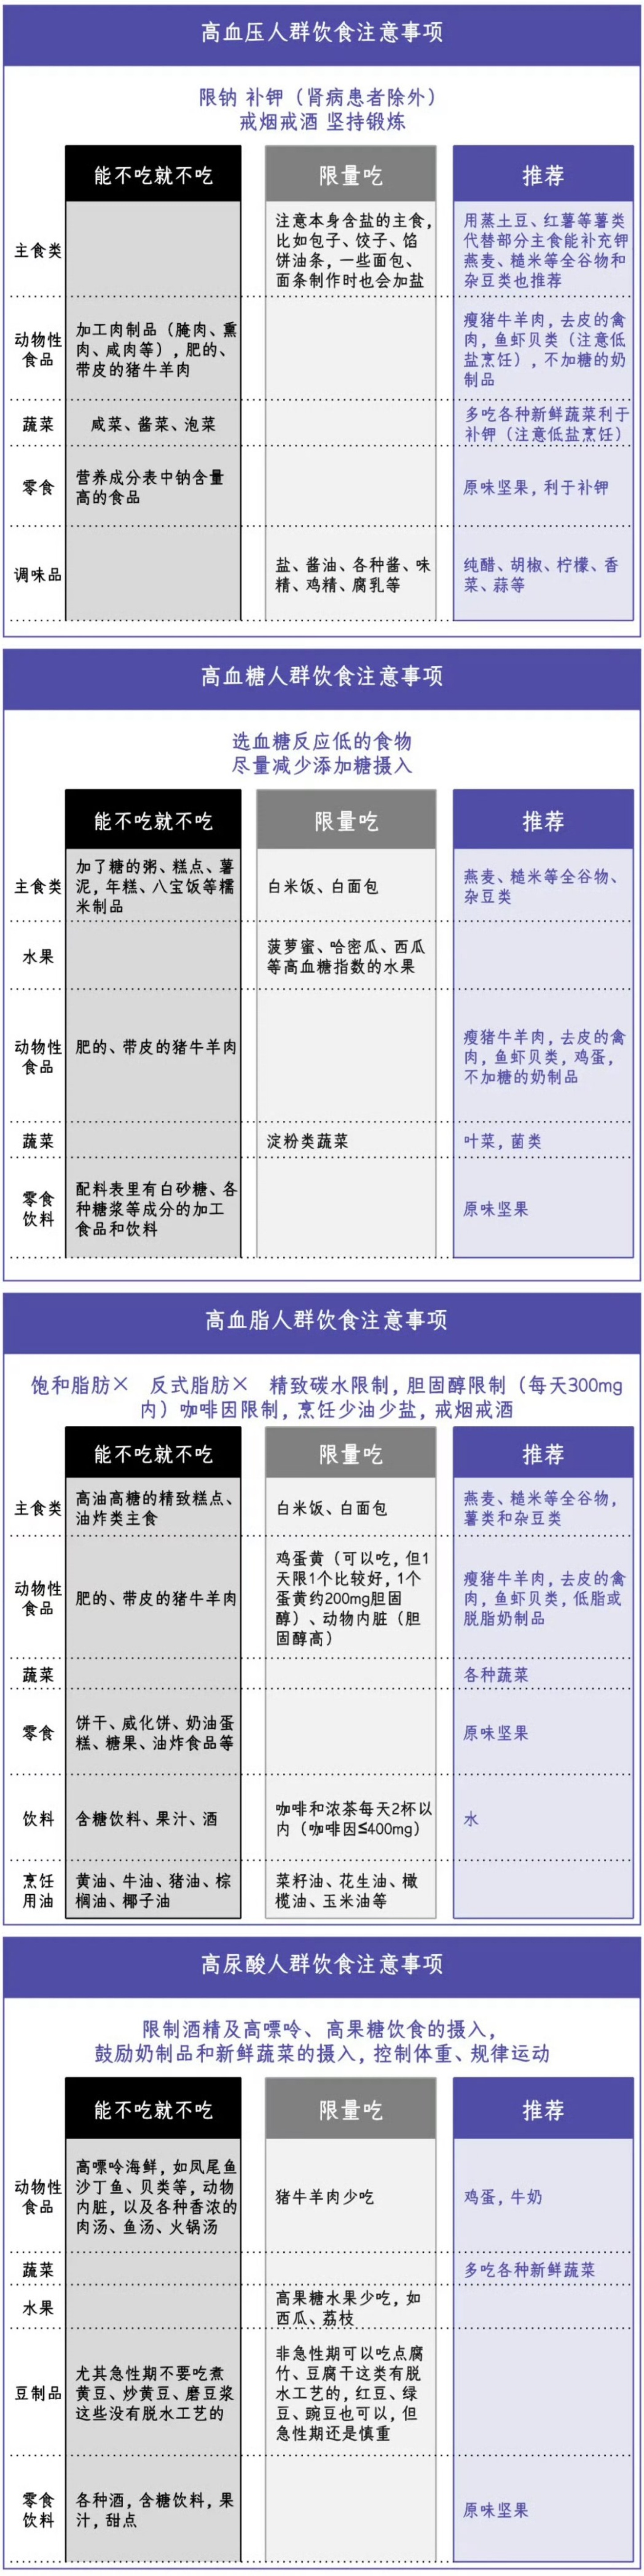 高血压人群饮食注意事项
限钠 补钾（肾病患者除外）
戒烟戒酒 坚持锻炼
能不吃就不吃
限量吃
推荐
主食类
注意本身含盐的主食，
比如包子、饺子、馅
饼油条，一些面包、
面条制作时也会加盐
用蒸土豆、红薯等薯类
代替部分主食能补充钾
燕麦、糙米等全谷物和
杂豆类也推荐
动物性
食品
加工肉制品（腌肉、熏
肉、咸肉等），肥的、
带皮的猪牛羊肉
瘦猪牛羊肉，去皮的禽
肉，鱼虾贝类（注意低
盐烹饪），不加糖的奶
制品
蔬菜
咸菜、酱菜、泡菜
多吃各种新鲜蔬菜利于
补钾（注意低盐烹饪）
零食
营养成分表中钠含量
高的食品
原味坚果，利于补钾
调味品
盐、酱油、各种酱、味
精、鸡精、腐乳等
纯醋、胡椒、柠檬、香
菜、蒜等
高血糖人群饮食注意事项
选血糖反应低的食物
尽量减少添加糖摄入
能不吃就不吃
限量吃
推荐
主食类
加了糖的粥、糕点、薯
泥，年糕、八宝饭等糯
米制品
白米饭、白面包
燕麦、糙米等全谷物、
杂豆类
水果
菠萝蜜、哈密瓜、西瓜
等高血糖指数的水果
动物性
食品
肥的、带皮的猪牛羊肉
瘦猪牛羊肉，去皮的禽
肉，鱼虾贝类，鸡蛋，
不加糖的奶制品
蔬菜
淀粉类蔬菜
叶菜，菌类
零食
饮料
配料表里有白砂糖、各
种糖浆等成分的加工
食品和饮料
原味坚果
高血脂人群饮食注意事项
饱和脂肪× 反式脂肪× 精致碳水限制，胆固醇限制（每天300mg
内）咖啡因限制，烹饪少油少盐，戒烟戒酒
能不吃就不吃
限量吃
推荐
主食类
高油高糖的精致糕点、
油炸类主食
白米饭、白面包
燕麦、糙米等全谷物，
薯类和杂豆类
动物性
食品
肥的、带皮的猪牛羊肉
鸡蛋黄（可以吃，但1
天限1个比较好，1个
蛋黄约200mg胆固
醇）、动物内脏（胆
固醇高）
瘦猪牛羊肉，去皮的禽
肉，鱼虾贝类，低脂或
脱脂奶制品
蔬菜
各种蔬菜
零食
饼干、威化饼、奶油蛋
糕、糖果、油炸食品等
原味坚果
饮料
含糖饮料、果汁、酒
咖啡和浓茶每天2杯以
内（咖啡因≤400mg）
水
烹饪
用油
黄油、牛油、猪油、棕
榈油、椰子油
菜籽油、花生油、橄
榄油、玉米油等
高尿酸人群饮食注意事项
限制酒精及高嘌呤、高果糖饮食的摄入，
鼓励奶制品和新鲜蔬菜的摄入，控制体重、规律运动
能不吃就不吃
限量吃
推荐
动物性
食品
高嘌呤海鲜，如凤尾鱼
沙丁鱼、贝类等，动物
内脏，以及各种香浓的
肉汤、鱼汤、火锅汤
猪牛羊肉少吃
鸡蛋，牛奶
蔬菜
多吃各种新鲜蔬菜
水果
高果糖水果少吃，如
西瓜、荔枝
豆制品
尤其急性期不要吃煮
黄豆、炒黄豆、磨豆浆
这些没有脱水工艺的
非急性期可以吃点腐
竹、豆腐干这类有脱
水工艺的，红豆、绿
豆、豌豆也可以，但
急性期还是慎重
零食
饮料
各种酒，含糖饮料，果
汁，甜点
原味坚果